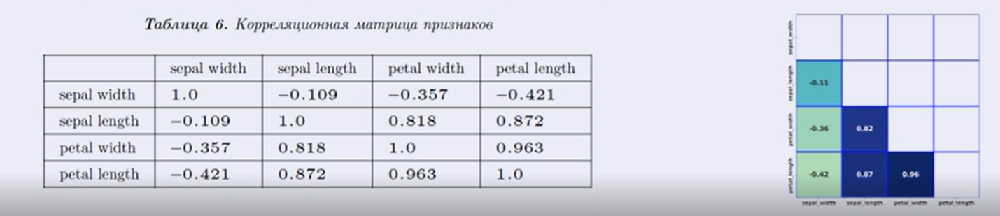 Таблица 6. Корреляционная матрица признаков
sepal width sepal length petal width petal length
sepal width 1.0 −0.109 −0.357 −0.421
sepal length −0.109 1.0 0.818 0.872
petal width −0.357 0.818 1.0 0.963
petal length −0.421 0.872 0.963 1.0
sepal_width
sepal_length -0.11
petal_width -0.36 0.82
petal_length -0.42 0.87 0.96
sepal_width sepal_length petal_width petal_length